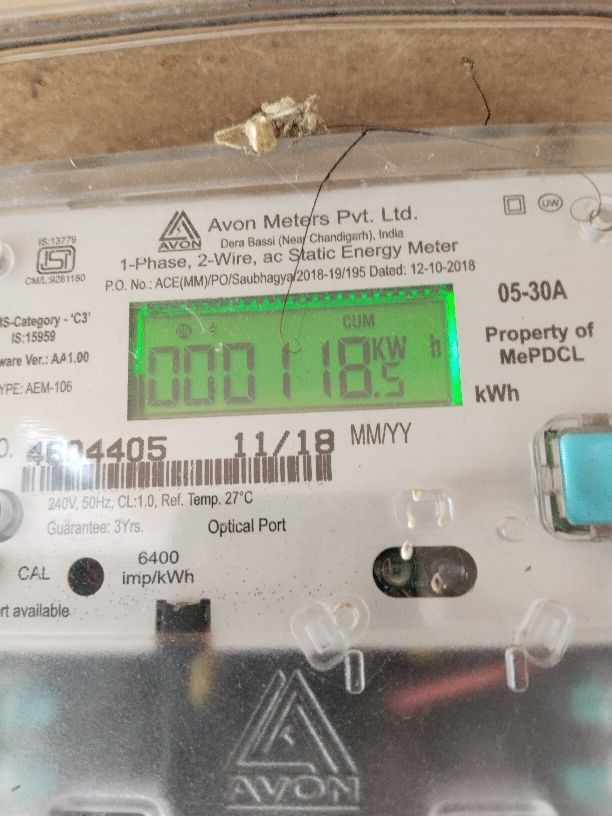 Avon Meters Pvt. Ltd.
Dera Bassi (Near Chandigarh), India
1-Phase, 2-Wire, ac Static Energy Meter
P.O. No.: ACE(MM)/PO/Saubhagya/2018-19/195 Dated: 12-10-2018
AVON
UW
IS:13779
ISI
CM/L:9281180
MS-Category - 'C3'
IS:15959
ware Ver.: AA1.00
YPE: AEM-106
CUM
000118.5 KW h
kWh
05-30A
Property of
MePDCL
O. 4604405 11/18 MM/YY
240V, 50Hz, CL:1.0, Ref. Temp. 27°C
Guarantee: 3Yrs. Optical Port
CAL
6400
imp/kWh
rt available
AVON